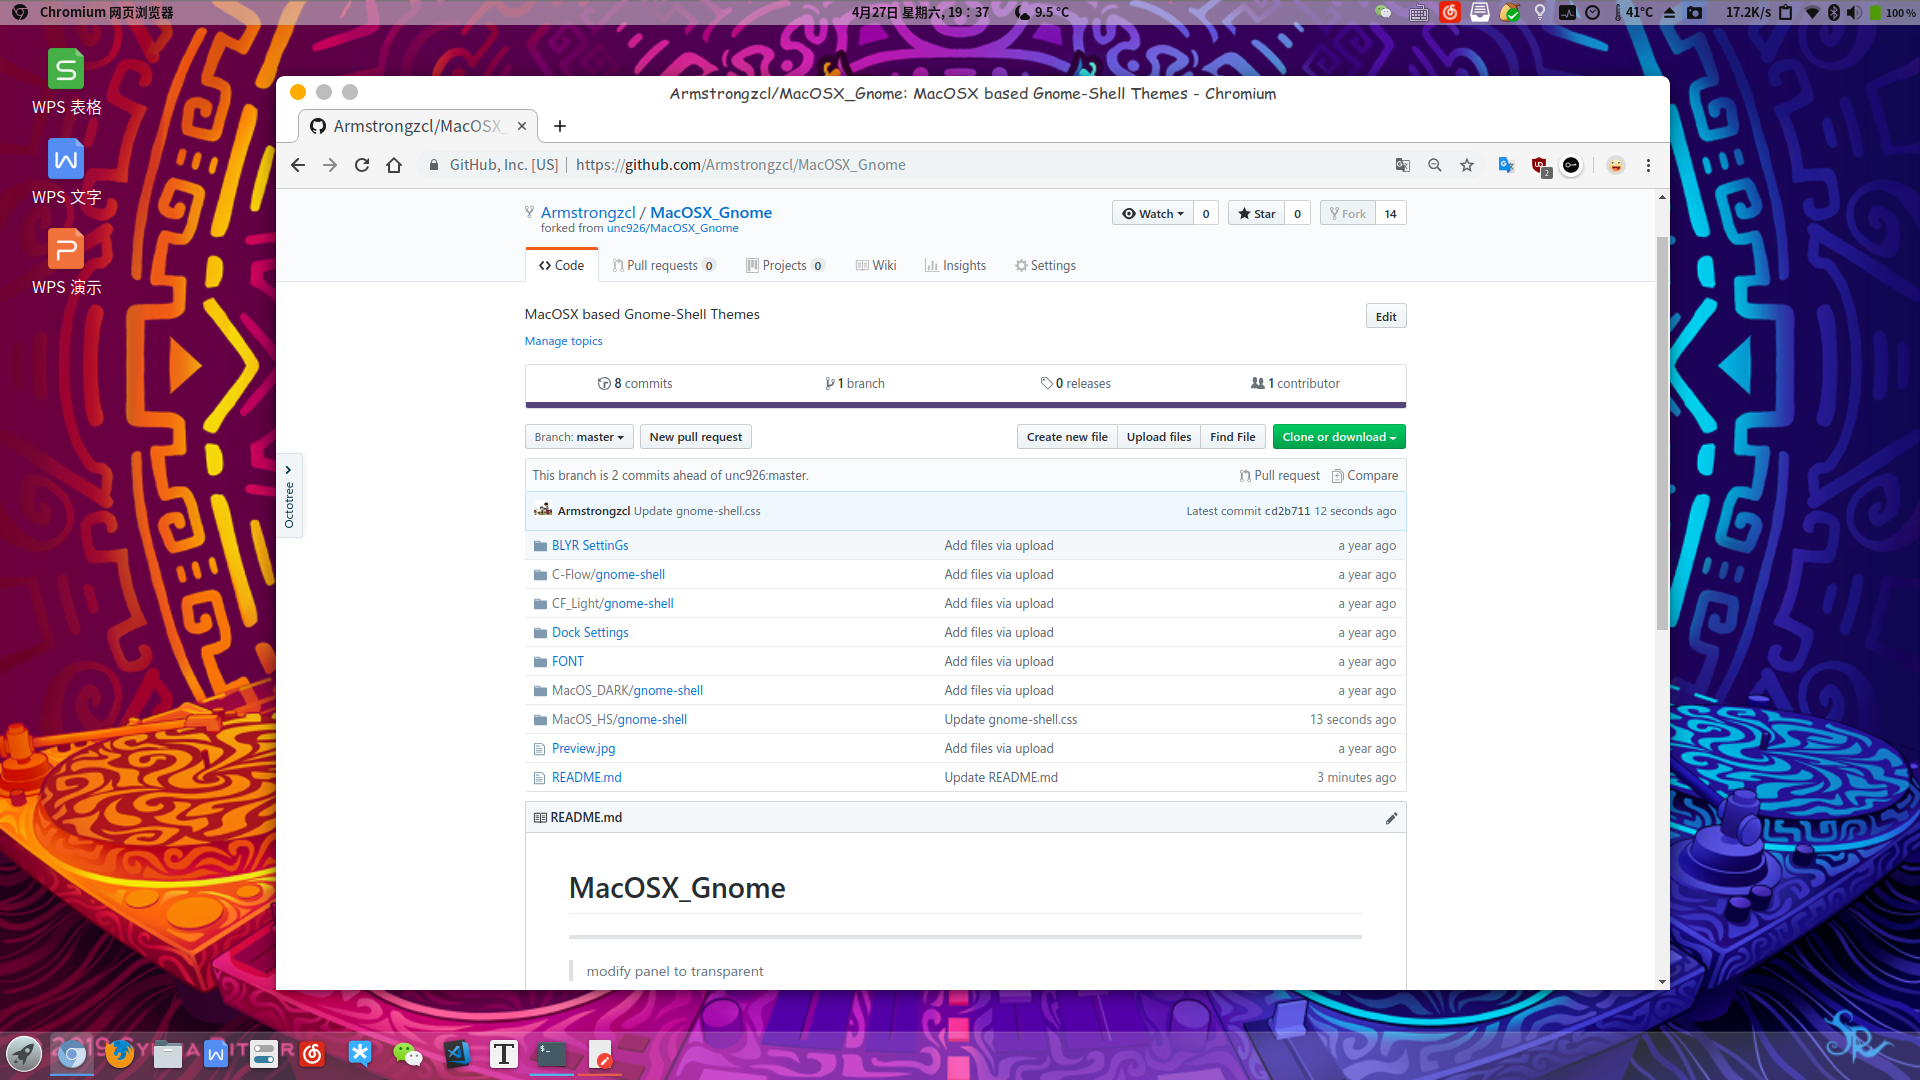 Chromium 网页浏览器
4月27日 星期六, 19：37
9.5 °C
41°C
17.2K/s
100 %
WPS 表格
WPS 文字
WPS 演示
Armstrongzcl/MacOSX_Gnome: MacOSX based Gnome-Shell Themes - Chromium
Armstrongzcl/MacOSX_
GitHub, Inc. [US] | https://github.com/Armstrongzcl/MacOSX_Gnome
2
Armstrongzcl / MacOSX_Gnome
Watch 0
Star 0
Fork 14
forked from unc926/MacOSX_Gnome
Code
Pull requests 0
Projects 0
Wiki
Insights
Settings
MacOSX based Gnome-Shell Themes
Edit
Manage topics
8 commits
1 branch
0 releases
1 contributor
Branch: master
New pull request
Create new file
Upload files
Find File
Clone or download
Octotree
This branch is 2 commits ahead of unc926:master.
Pull request
Compare
Armstrongzcl Update gnome-shell.css
Latest commit cd2b711 12 seconds ago
BLYR SettinGs Add files via upload a year ago
C-Flow/gnome-shell Add files via upload a year ago
CF_Light/gnome-shell Add files via upload a year ago
Dock Settings Add files via upload a year ago
FONT Add files via upload a year ago
MacOS_DARK/gnome-shell Add files via upload a year ago
MacOS_HS/gnome-shell Update gnome-shell.css 13 seconds ago
Preview.jpg Add files via upload a year ago
README.md Update README.md 3 minutes ago
README.md
MacOSX_Gnome
modify panel to transparent